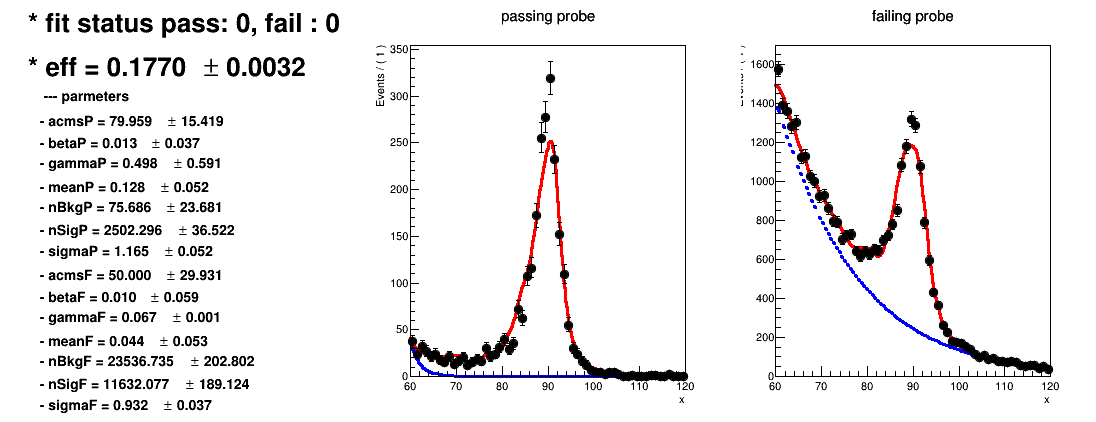 * fit status pass: 0, fail : 0
* eff = 0.1770 ± 0.0032
--- parmeters
- acmsP = 79.959 ± 15.419
- betaP = 0.013 ± 0.037
- gammaP = 0.498 ± 0.591
- meanP = 0.128 ± 0.052
- nBkgP = 75.686 ± 23.681
- nSigP = 2502.296 ± 36.522
- sigmaP = 1.165 ± 0.052
- acmsF = 50.000 ± 29.931
- betaF = 0.010 ± 0.059
- gammaF = 0.067 ± 0.001
- meanF = 0.044 ± 0.053
- nBkgF = 23536.735 ± 202.802
- nSigF = 11632.077 ± 189.124
- sigmaF = 0.932 ± 0.037
passing probe
Events / ( 1 )
350
300
250
200
150
100
50
0
60 70 80 90 100 110 120
x
failing probe
1600
1400
1200
1000
800
600
400
200
0
60 70 80 90 100 110 120
x